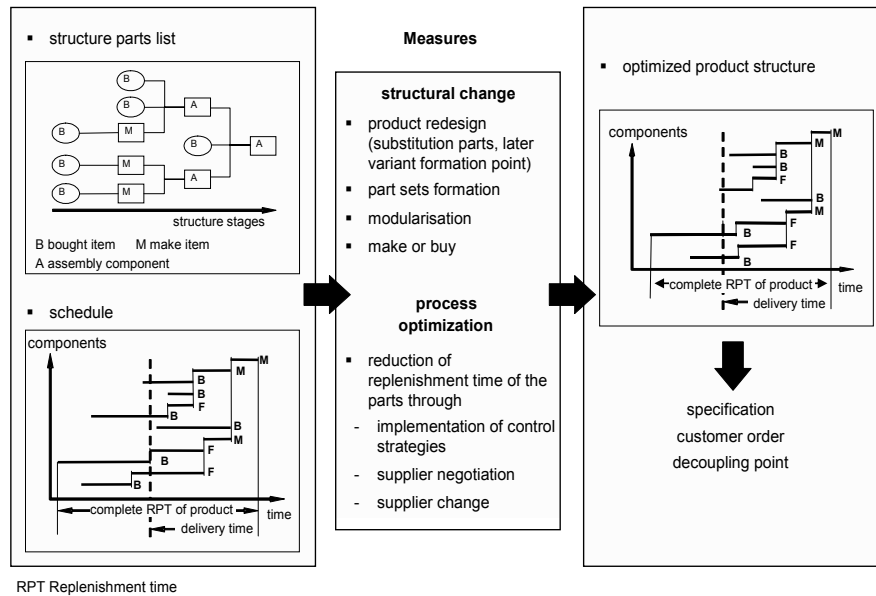 ▪ structure parts list
B
B
A
B
M
B
A
B
M
A
B
M
structure stages
B bought item M make item
A assembly component
▪ schedule
components
M
M
B
B
F
B
B
M
F
B
F
B
complete RPT of product
time
delivery time
RPT Replenishment time
Measures
structural change
▪ product redesign
(substitution parts, later
variant formation point)
▪ part sets formation
▪ modularisation
▪ make or buy
process
optimization
▪ reduction of
replenishment time of the
parts through
- implementation of control
strategies
- supplier negotiation
- supplier change
▪ optimized product structure
components
M
M
B
B
F
B
M
F
B
F
B
complete RPT of product
time
delivery time
specification
customer order
decoupling point